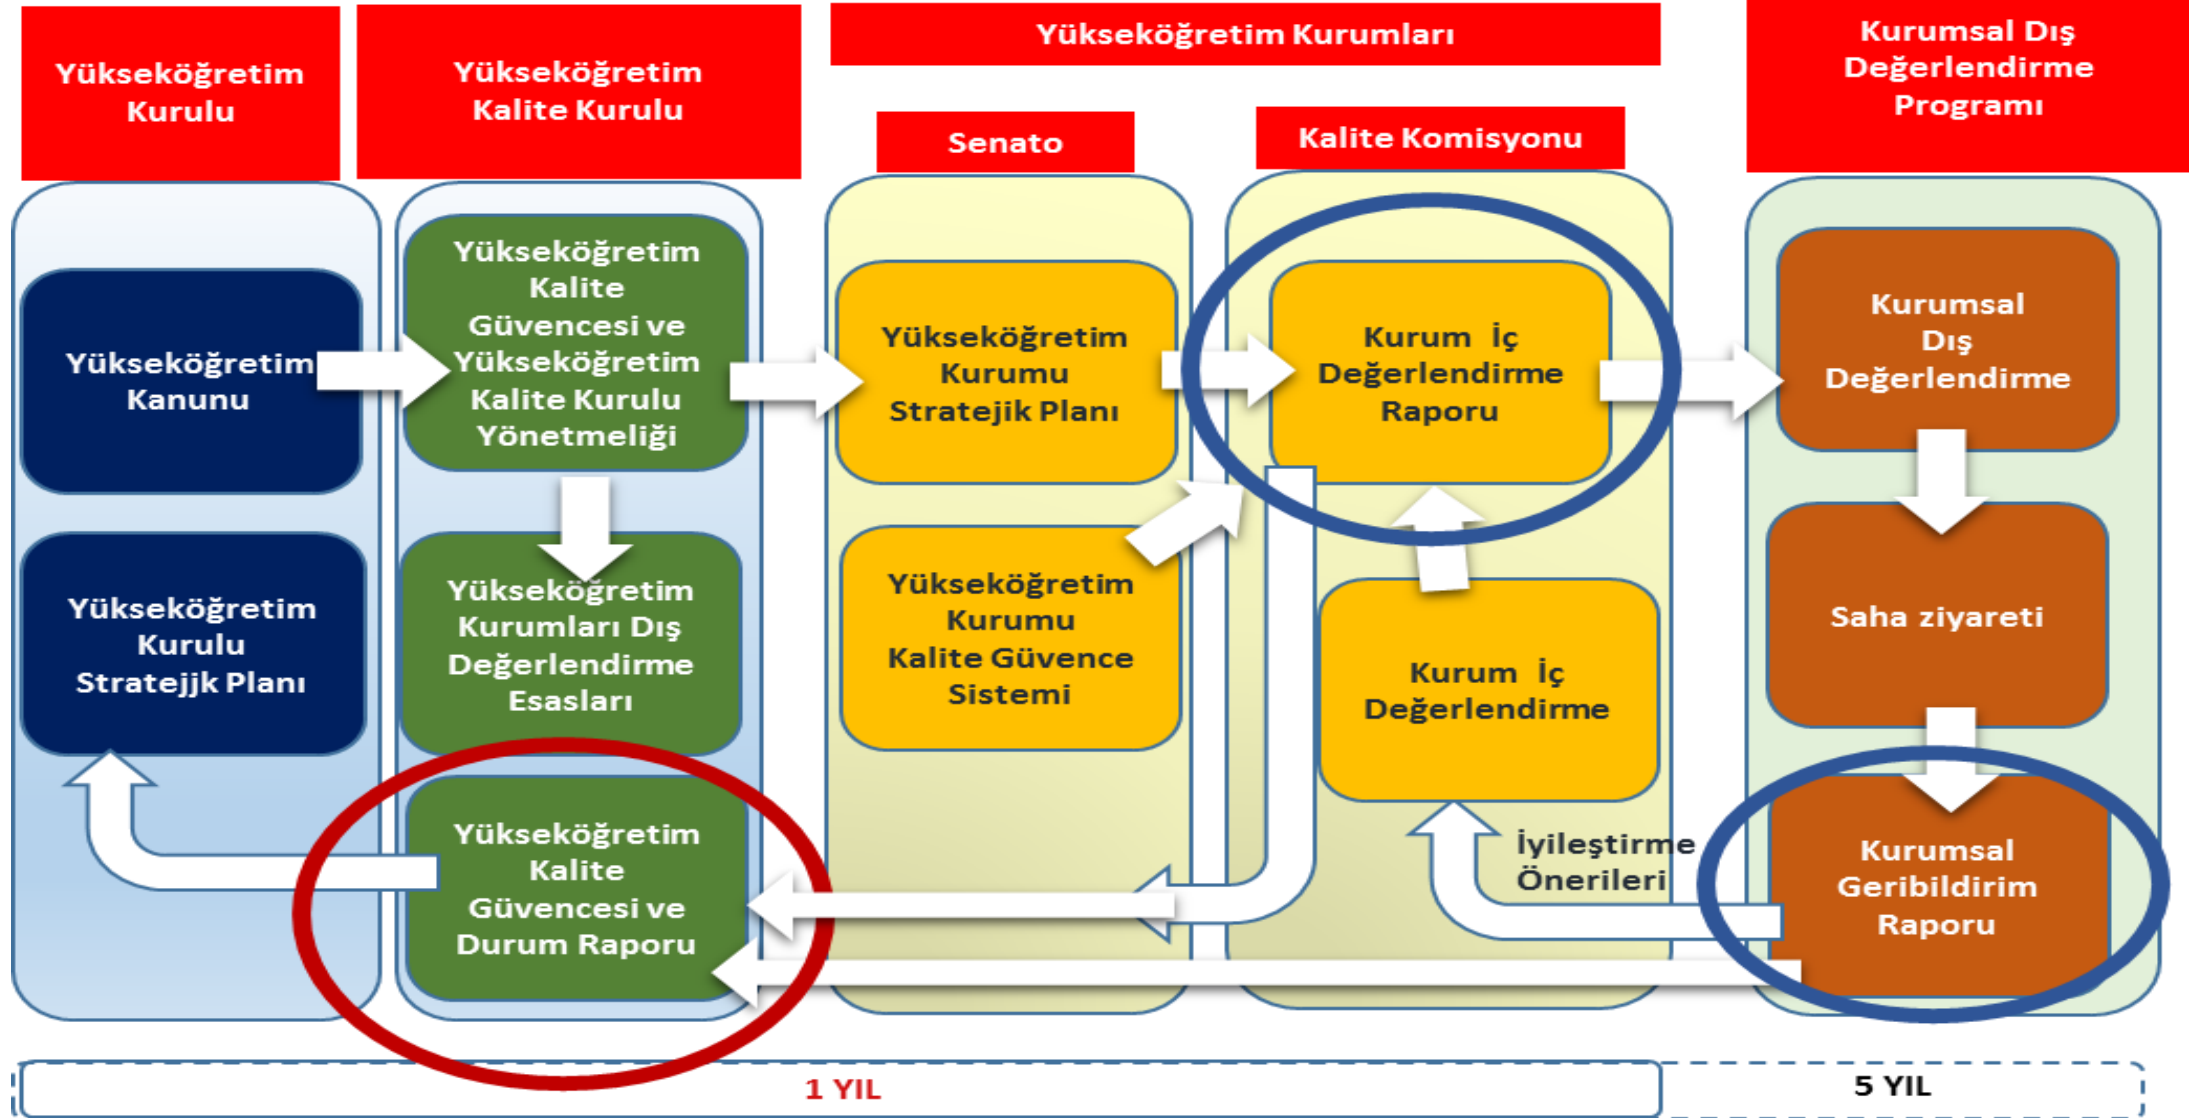 Yükseköğretim
Kurulu
Yükseköğretim
Kalite Kurulu
Yükseköğretim Kurumları
Senato
Kalite Komisyonu
Kurumsal Dış
Değerlendirme
Programı
Yükseköğretim
Kanunu
Yükseköğretim
Kurulu
Stratejjk Planı
Yükseköğretim
Kalite
Güvencesi ve
Yükseköğretim
Kalite Kurulu
Yönetmeliği
Yükseköğretim
Kurumları Dış
Değerlendirme
Esasları
Yükseköğretim
Kalite
Güvencesi ve
Durum Raporu
Yükseköğretim
Kurumu
Stratejik Planı
Yükseköğretim
Kurumu
Kalite Güvence
Sistemi
Kurum İç
Değerlendirme
Raporu
Kurum İç
Değerlendirme
İyileştirme
Önerileri
Kurumsal
Dış
Değerlendirme
Saha ziyareti
Kurumsal
Geribildirim
Raporu
1 YIL
5 YIL